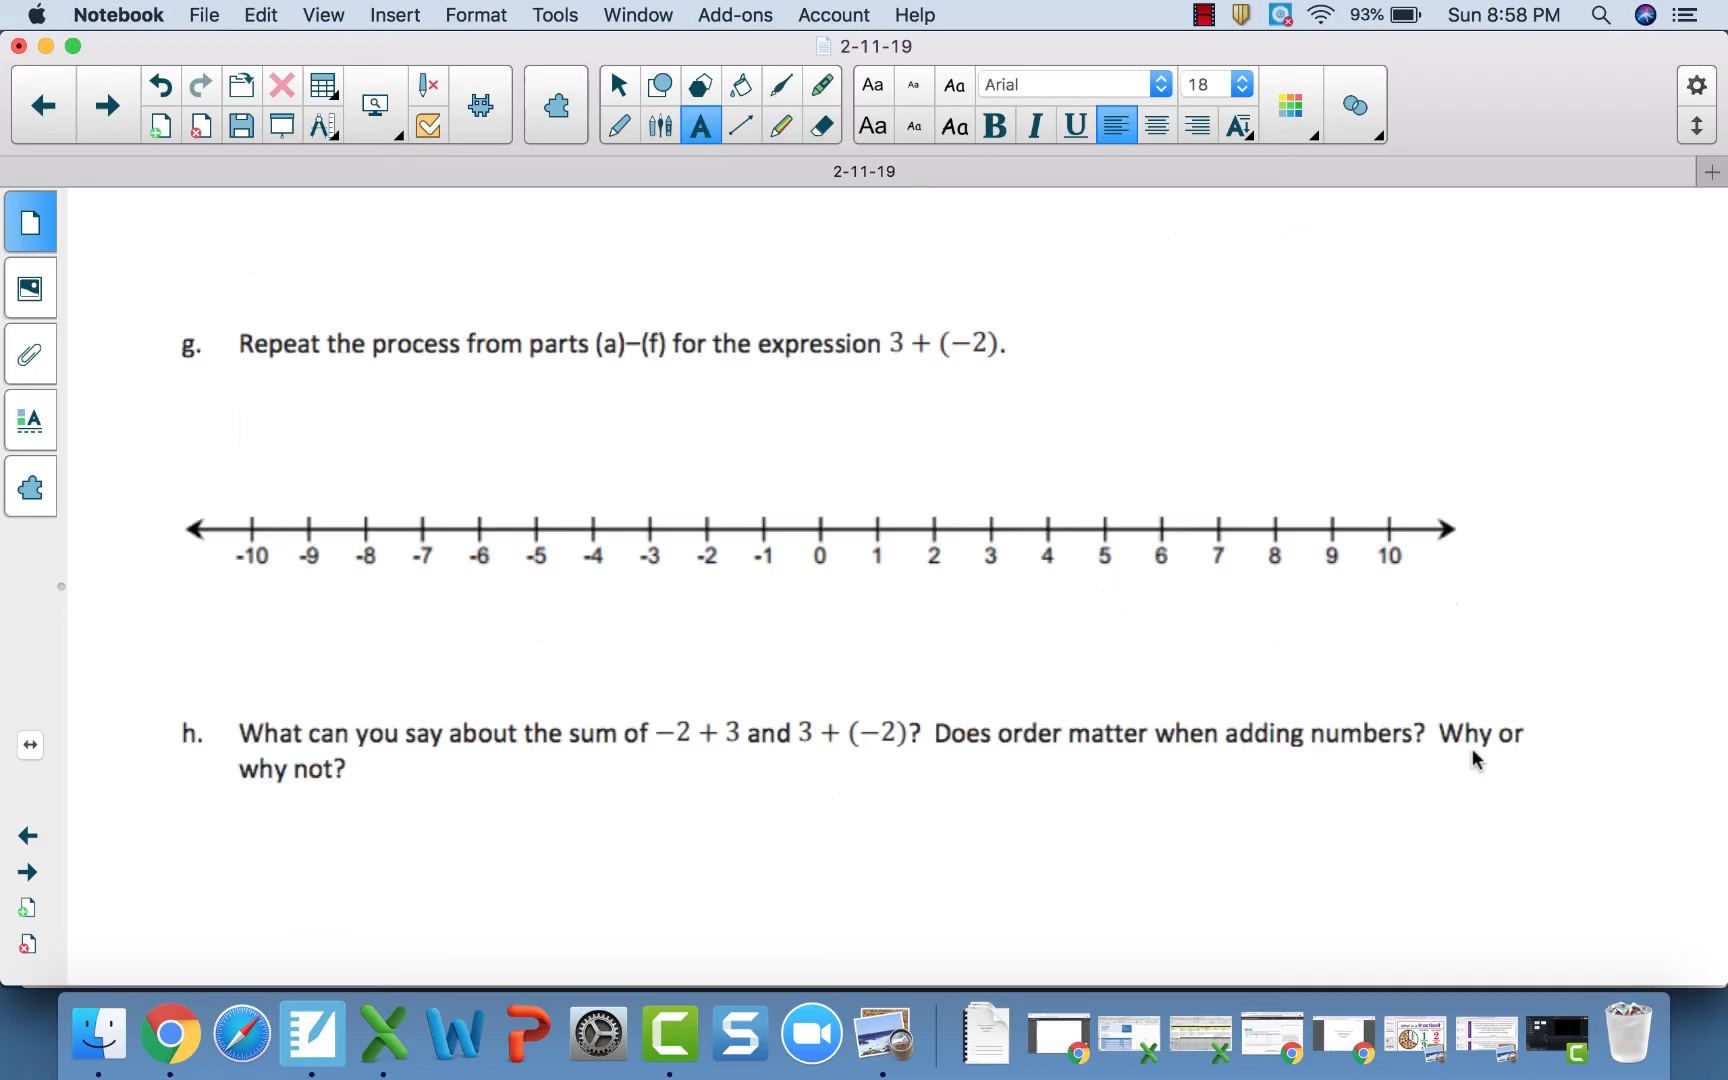 Notebook File Edit View Insert Format Tools Window Add-ons Account Help 93% Sun 8:58 PM
2-11-19
Aa Aa Aa Arial 18
A Aa Aa Aa B I U A
2-11-19
g. Repeat the process from parts (a)–(f) for the expression 3 + (−2).
A
-10 -9 -8 -7 -6 -5 -4 -3 -2 -1 0 1 2 3 4 5 6 7 8 9 10
h. What can you say about the sum of −2 + 3 and 3 + (−2)? Does order matter when adding numbers? Why or
why not?